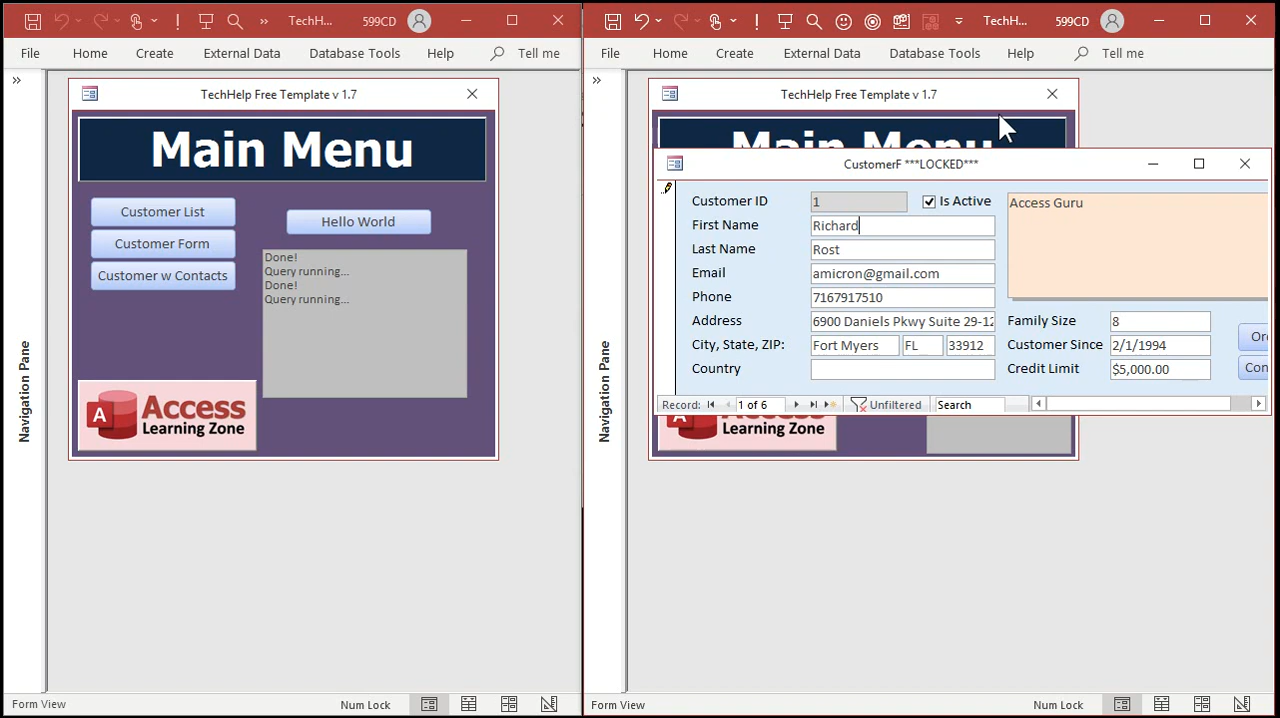 TechH... 599CD
File Home Create External Data Database Tools Help Tell me
TechHelp Free Template v 1.7
Main Menu
Customer List
Customer Form
Customer w Contacts
Hello World
Done!
Query running...
Done!
Query running...
A Access
Learning Zone
Navigation Pane
Form View Num Lock
TechH... 599CD
File Home Create External Data Database Tools Help Tell me
TechHelp Free Template v 1.7
Main Menu
CustomerF ***LOCKED***
Customer ID 1 Is Active Access Guru
First Name Richard
Last Name Rost
Email amicron@gmail.com
Phone 7167917510
Address 6900 Daniels Pkwy Suite 29-12 Family Size 8
City, State, ZIP: Fort Myers FL 33912 Customer Since 2/1/1994 Or
Country Credit Limit $5,000.00 Con
Record: 1 of 6 Unfiltered Search
Learning Zone
Navigation Pane
Form View Num Lock